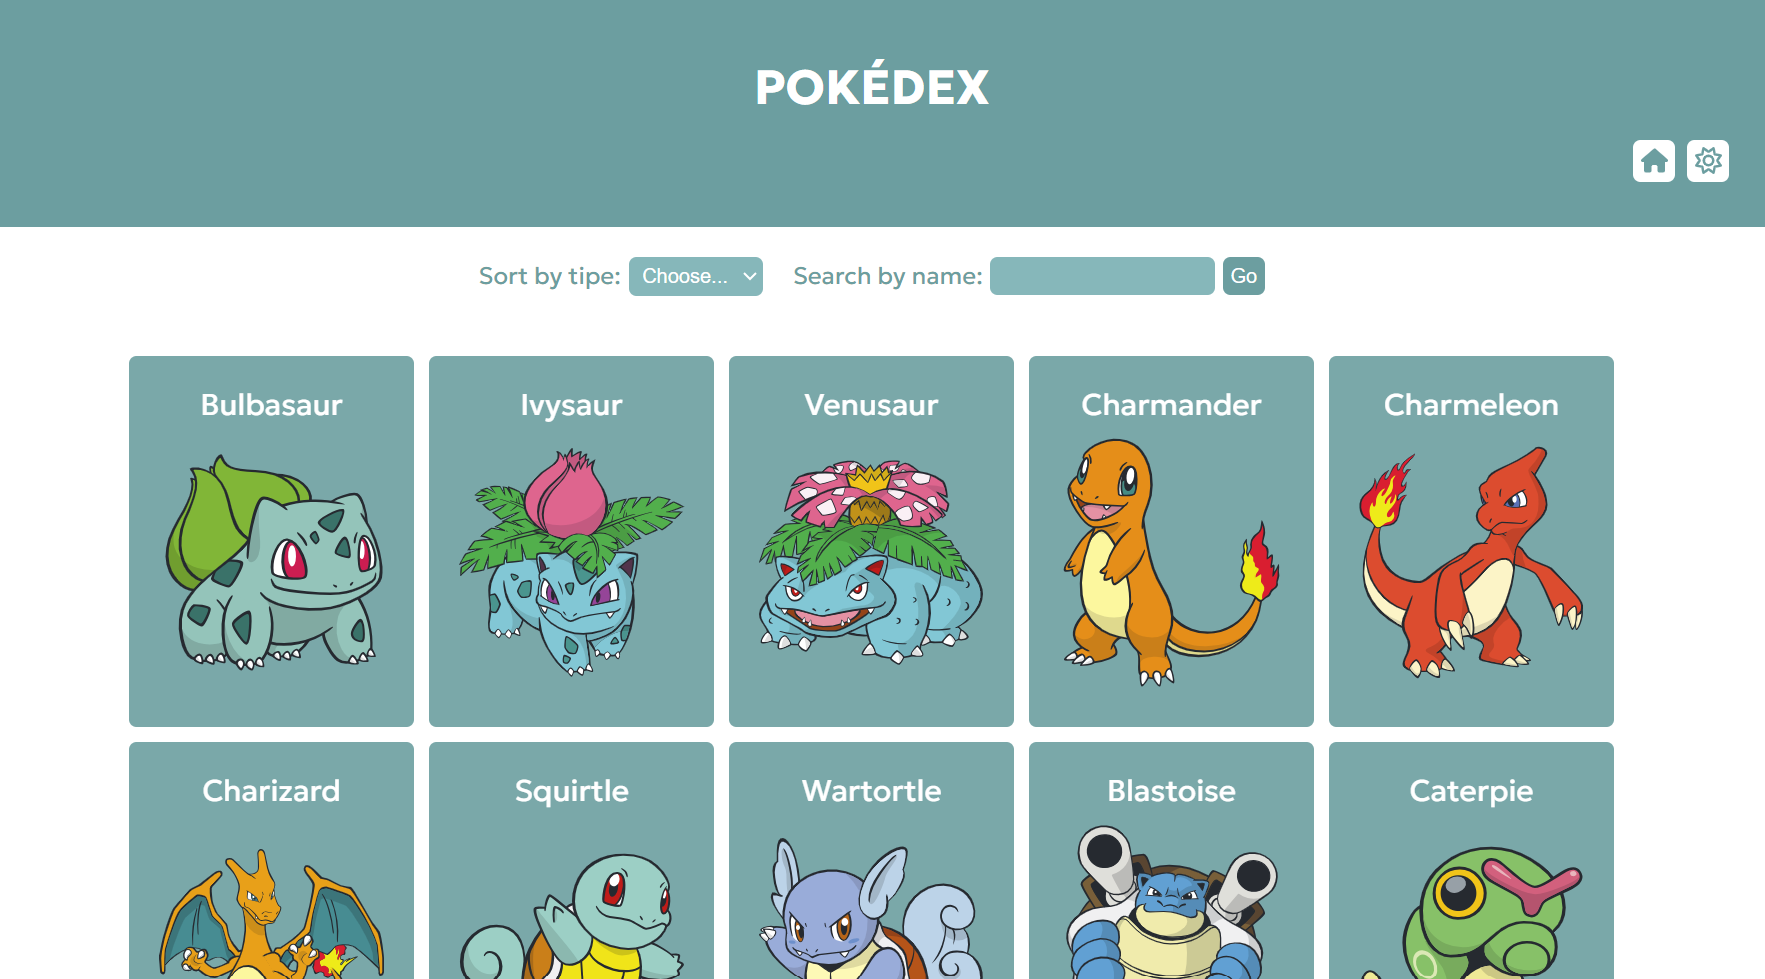 POKÉDEX
Sort by tipe: Choose... Search by name: Go
Bulbasaur Ivysaur Venusaur Charmander Charmeleon
Charizard Squirtle Wartortle Blastoise Caterpie